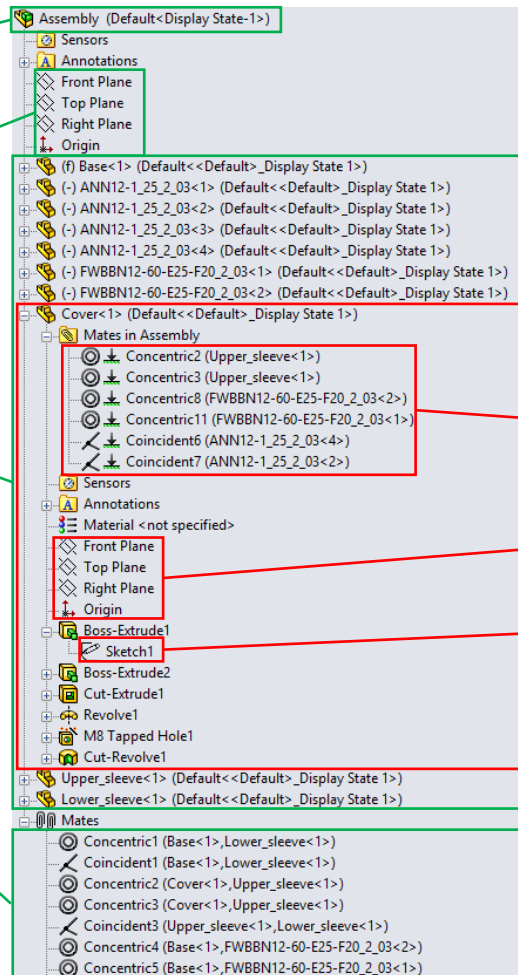 Assembly (Default<Display State-1>)
Sensors
A Annotations
Front Plane
Top Plane
Right Plane
Origin
(f) Base<1> (Default<<Default>_Display State 1>)
(-) ANN12-1_25_2_03<1> (Default<<Default>_Display State 1>)
(-) ANN12-1_25_2_03<2> (Default<<Default>_Display State 1>)
(-) ANN12-1_25_2_03<3> (Default<<Default>_Display State 1>)
(-) ANN12-1_25_2_03<4> (Default<<Default>_Display State 1>)
(-) FWBBN12-60-E25-F20_2_03<1> (Default<<Default>_Display State 1>)
(-) FWBBN12-60-E25-F20_2_03<2> (Default<<Default>_Display State 1>)
Cover<1> (Default<<Default>_Display State 1>)
Mates in Assembly
Concentric2 (Upper_sleeve<1>)
Concentric3 (Upper_sleeve<1>)
Concentric8 (FWBBN12-60-E25-F20_2_03<2>)
Concentric11 (FWBBN12-60-E25-F20_2_03<1>)
Coincident6 (ANN12-1_25_2_03<4>)
Coincident7 (ANN12-1_25_2_03<2>)
Sensors
A Annotations
Material <not specified>
Front Plane
Top Plane
Right Plane
Origin
Boss-Extrude1
Sketch1
Boss-Extrude2
Cut-Extrude1
Revolve1
M8 Tapped Hole1
Cut-Revolve1
Upper_sleeve<1> (Default<<Default>_Display State 1>)
Lower_sleeve<1> (Default<<Default>_Display State 1>)
Mates
Concentric1 (Base<1>,Lower_sleeve<1>)
Coincident1 (Base<1>,Lower_sleeve<1>)
Concentric2 (Cover<1>,Upper_sleeve<1>)
Concentric3 (Cover<1>,Upper_sleeve<1>)
Coincident3 (Upper_sleeve<1>,Lower_sleeve<1>)
Concentric4 (Base<1>,FWBBN12-60-E25-F20_2_03<2>)
Concentric5 (Base<1>,FWBBN12-60-E25-F20_2_03<1>)